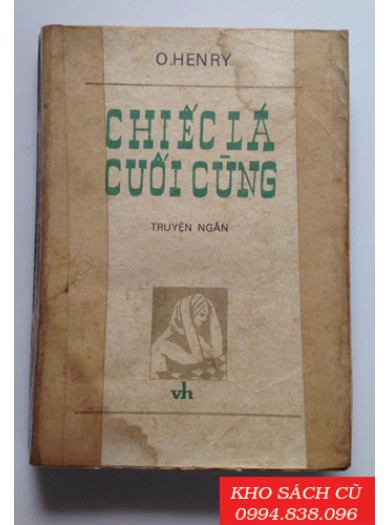 O.HENRY
CHIẾC LÁ
CUỐI CÙNG
TRUYỆN NGẮN
vh
KHO SÁCH CŨ
0994.838.096